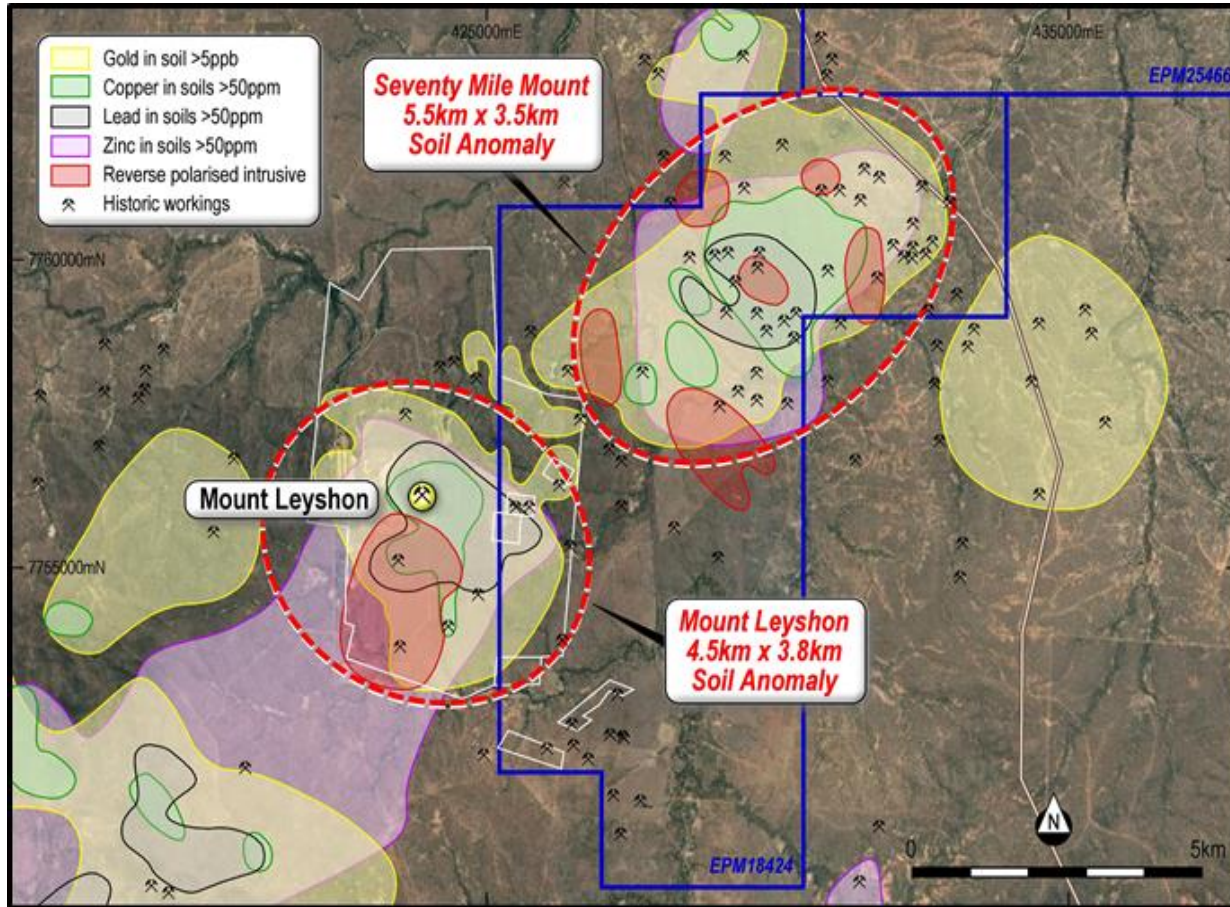 425000mE
435000mE
Gold in soil >5ppb
Copper in soils >50ppm
Lead in soils >50ppm
Zinc in soils >50ppm
Reverse polarised intrusive
Historic workings
Seventy Mile Mount
5.5km x 3.5km
Soil Anomaly
EPM25466
7760000mN
Mount Leyshon
7755000mN
Mount Leyshon
4.5km x 3.8km
Soil Anomaly
N
0
5km
EPM18424